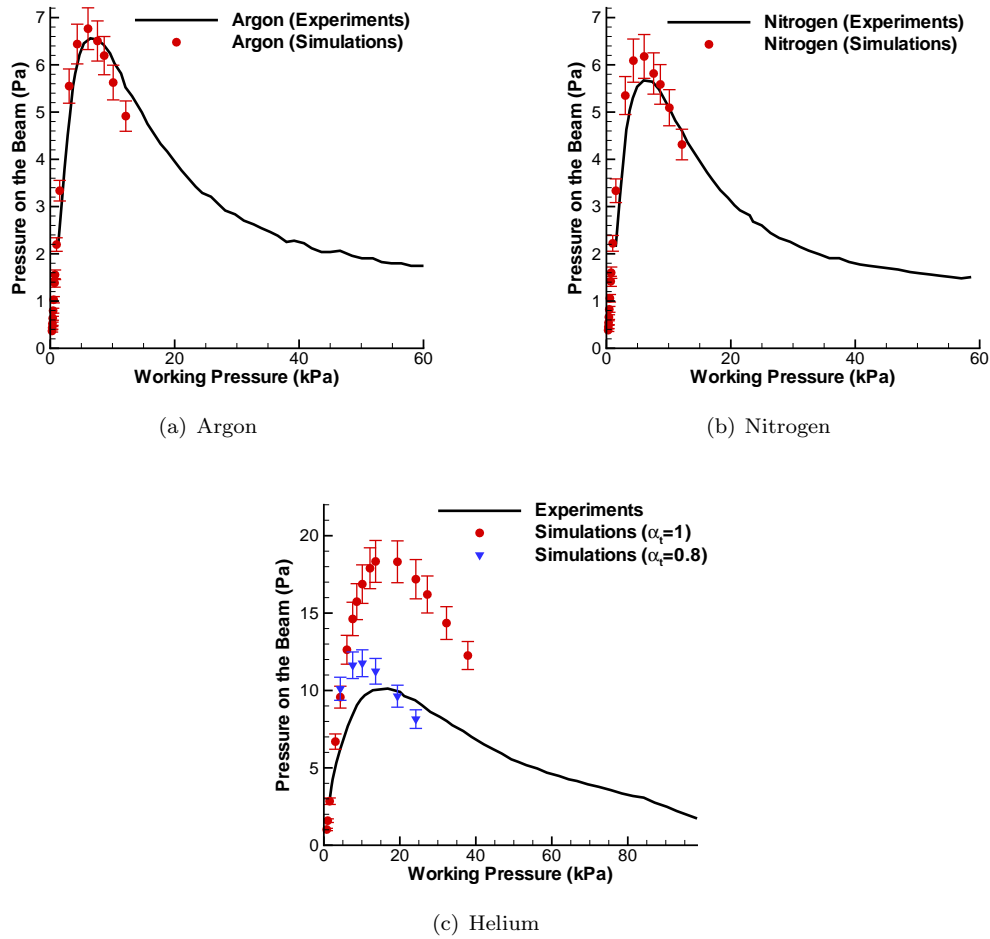 Argon (Experiments)
Argon (Simulations)
Pressure on the Beam (Pa)
7
6
5
4
3
2
1
0
0 20 40 60
Working Pressure (kPa)
(a) Argon
Nitrogen (Experiments)
Nitrogen (Simulations)
Pressure on the Beam (Pa)
7
6
5
4
3
2
1
0
0 20 40 60
Working Pressure (kPa)
(b) Nitrogen
Experiments
Simulations (αt=1)
Simulations (αt=0.8)
Pressure on the Beam (Pa)
20
15
10
5
0
0 20 40 60 80
Working Pressure (kPa)
(c) Helium